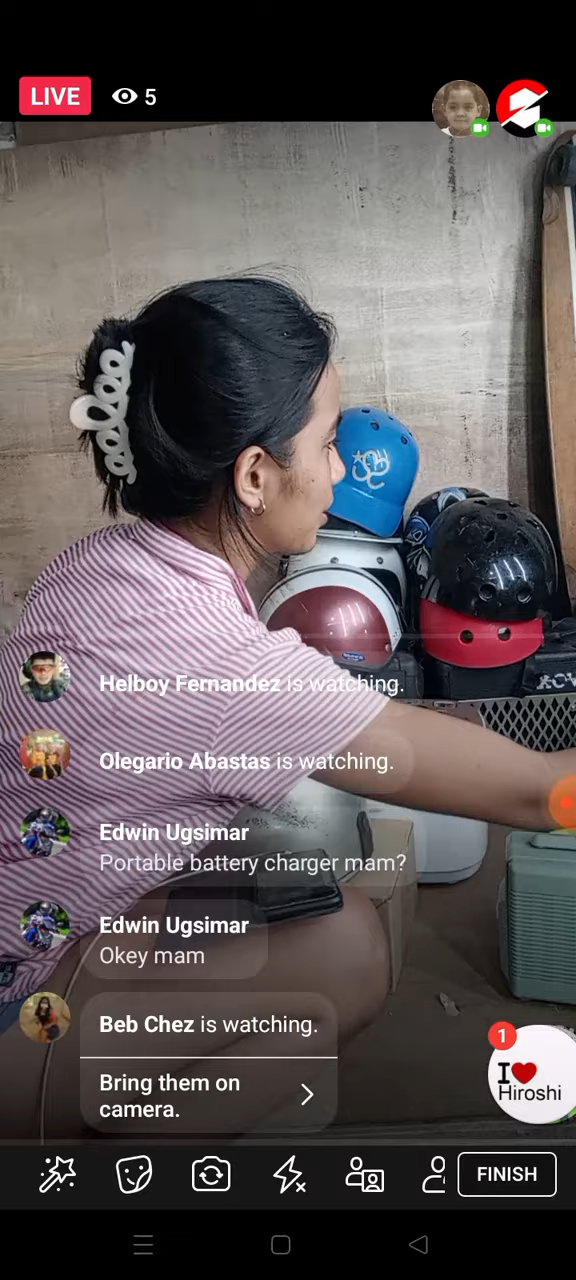 LIVE
5
Helboy Fernandez is watching.
Olegario Abastas is watching.
Edwin Ugsimar
Portable battery charger mam?
Edwin Ugsimar
Okey mam
Beb Chez is watching.
Bring them on
camera.
1
I
Hiroshi
FINISH